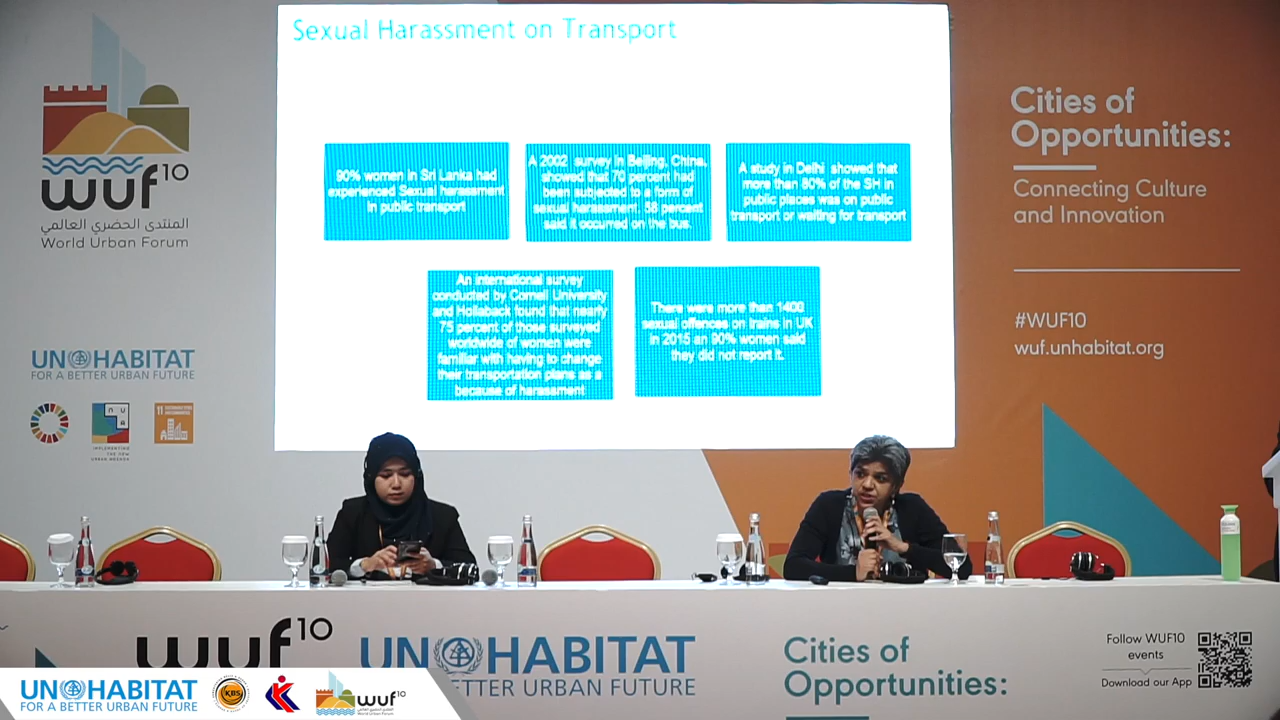 Sexual Harassment on Transport
90% women in Sri Lanka had
experienced Sexual harassment
in public transport
A 2002 survey in Beijing, China,
showed that 70 percent had
been subjected to a form of
sexual harassment. 58 percent
said it occurred on the bus.
A study in Delhi showed that
more than 80% of the SH in
public places was on public
transport or waiting for transport
An international survey
conducted by Cornell University
and Hollaback found that nearly
75 percent of those surveyed
worldwide of women were
familiar with having to change
their transportation plans as a
because of harassment
There were more than 1400
sexual offences on trains in UK
in 2015 an 90% women said
they did not report it.
wuf10
المنتدى الحضري العالمي
World Urban Forum
UN HABITAT
FOR A BETTER URBAN FUTURE
Cities of
Opportunities:
Connecting Culture
and Innovation
#WUF10
wuf.unhabitat.org
wuf10
UN HABITAT
BETTER URBAN FUTURE
Cities of
Opportunities:
Follow WUF10
events
Download our App
UN HABITAT
FOR A BETTER URBAN FUTURE
KBS
wuf10